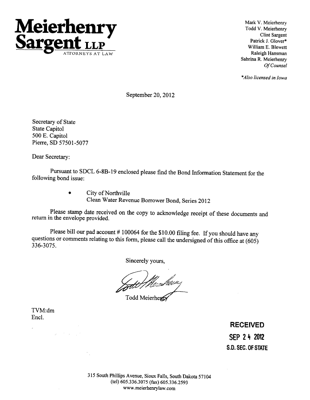 Meierhenry
Sargent LLP
ATTORNEYS AT LAW
Mark V. Meierhenry
Todd V. Meierhenry
Clint Sargent
Patrick J. Glover*
William E. Blewett
Raleigh Hansman
Sabrina R. Meierhenry
Of Counsel
*Also licensed in Iowa
September 20, 2012
Secretary of State
State Capitol
500 E. Capitol
Pierre, SD 57501-5077
Dear Secretary:
Pursuant to SDCL 6-8B-19 enclosed please find the Bond Information Statement for the
following bond issue:
• City of Northville
Clean Water Revenue Borrower Bond, Series 2012
Please stamp date received on the copy to acknowledge receipt of these documents and
return in the envelope provided.
Please bill our pad account # 100064 for the $10.00 filing fee. If you should have any
questions or comments relating to this form, please call the undersigned of this office at (605)
336-3075.
Sincerely yours,
Todd Meierhenry
Todd Meierhenry
TVM:dm
Encl.
RECEIVED
SEP 24 2012
S.D. SEC. OF STATE
315 South Phillips Avenue, Sioux Falls, South Dakota 57104
(tel) 605.336.3075 (fax) 605.336.2593
www.meierhenrylaw.com